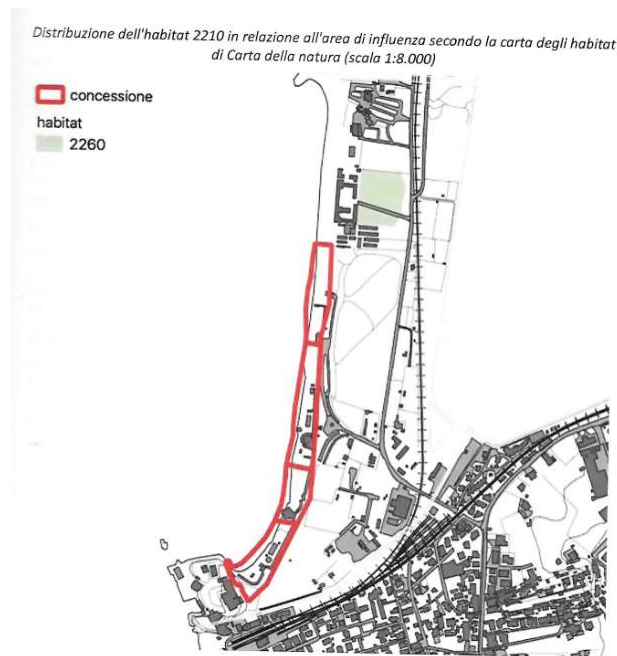 Distribuzione dell'habitat 2210 in relazione all'area di influenza secondo la carta degli habitat
di Carta della natura (scala 1:8.000)
concessione
habitat
2260